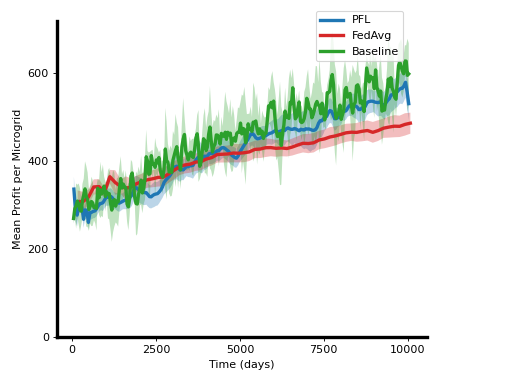 PFL
FedAvg
Baseline
600
400
200
0
Mean Profit per Microgrid
0 2500 5000 7500 10000
Time (days)